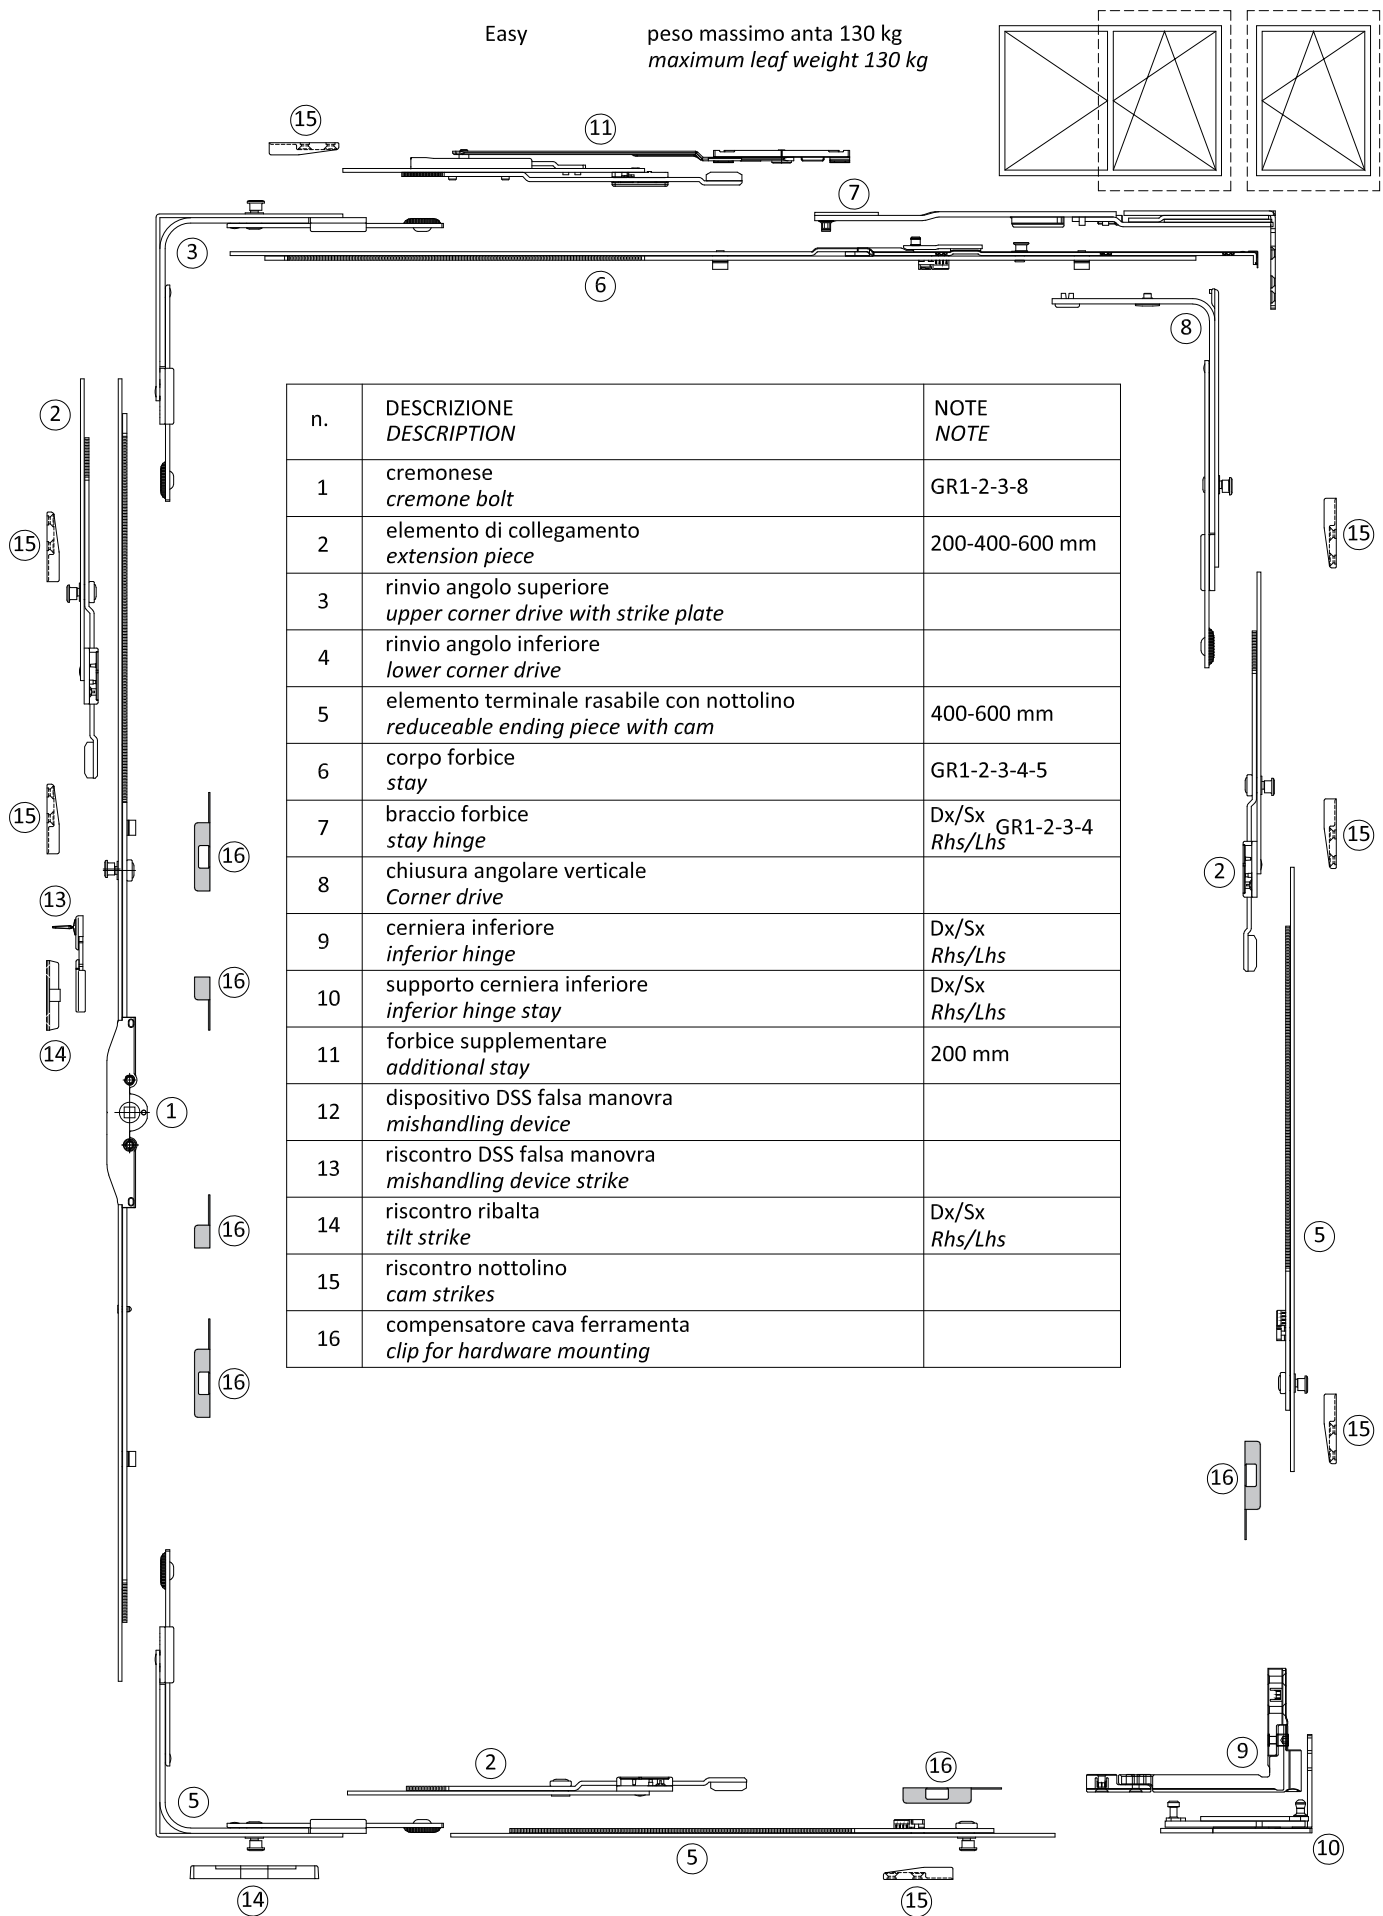 Easy peso massimo anta 130 kg
maximum leaf weight 130 kg
15
11
7
3
6
8
2
15
15
13
14
1
16
16
16
16
n. DESCRIZIONE NOTE
DESCRIPTION NOTE
1 cremonese GR1-2-3-8
cremone bolt
2 elemento di collegamento 200-400-600 mm
extension piece
3 rinvio angolo superiore
upper corner drive with strike plate
4 rinvio angolo inferiore
lower corner drive
5 elemento terminale rasabile con nottolino 400-600 mm
reduceable ending piece with cam
6 corpo forbice GR1-2-3-4-5
stay
7 braccio forbice Dx/Sx GR1-2-3-4
stay hinge Rhs/Lhs
8 chiusura angolare verticale
Corner drive
9 cerniera inferiore Dx/Sx
inferior hinge Rhs/Lhs
10 supporto cerniera inferiore Dx/Sx
inferior hinge stay Rhs/Lhs
11 forbice supplementare 200 mm
additional stay
12 dispositivo DSS falsa manovra
mishandling device
13 riscontro DSS falsa manovra
mishandling device strike
14 riscontro ribalta Dx/Sx
tilt strike Rhs/Lhs
15 riscontro nottolino
cam strikes
16 compensatore cava ferramenta
clip for hardware mounting
15
15
2
5
15
16
2
16
9
5
5
10
14
15